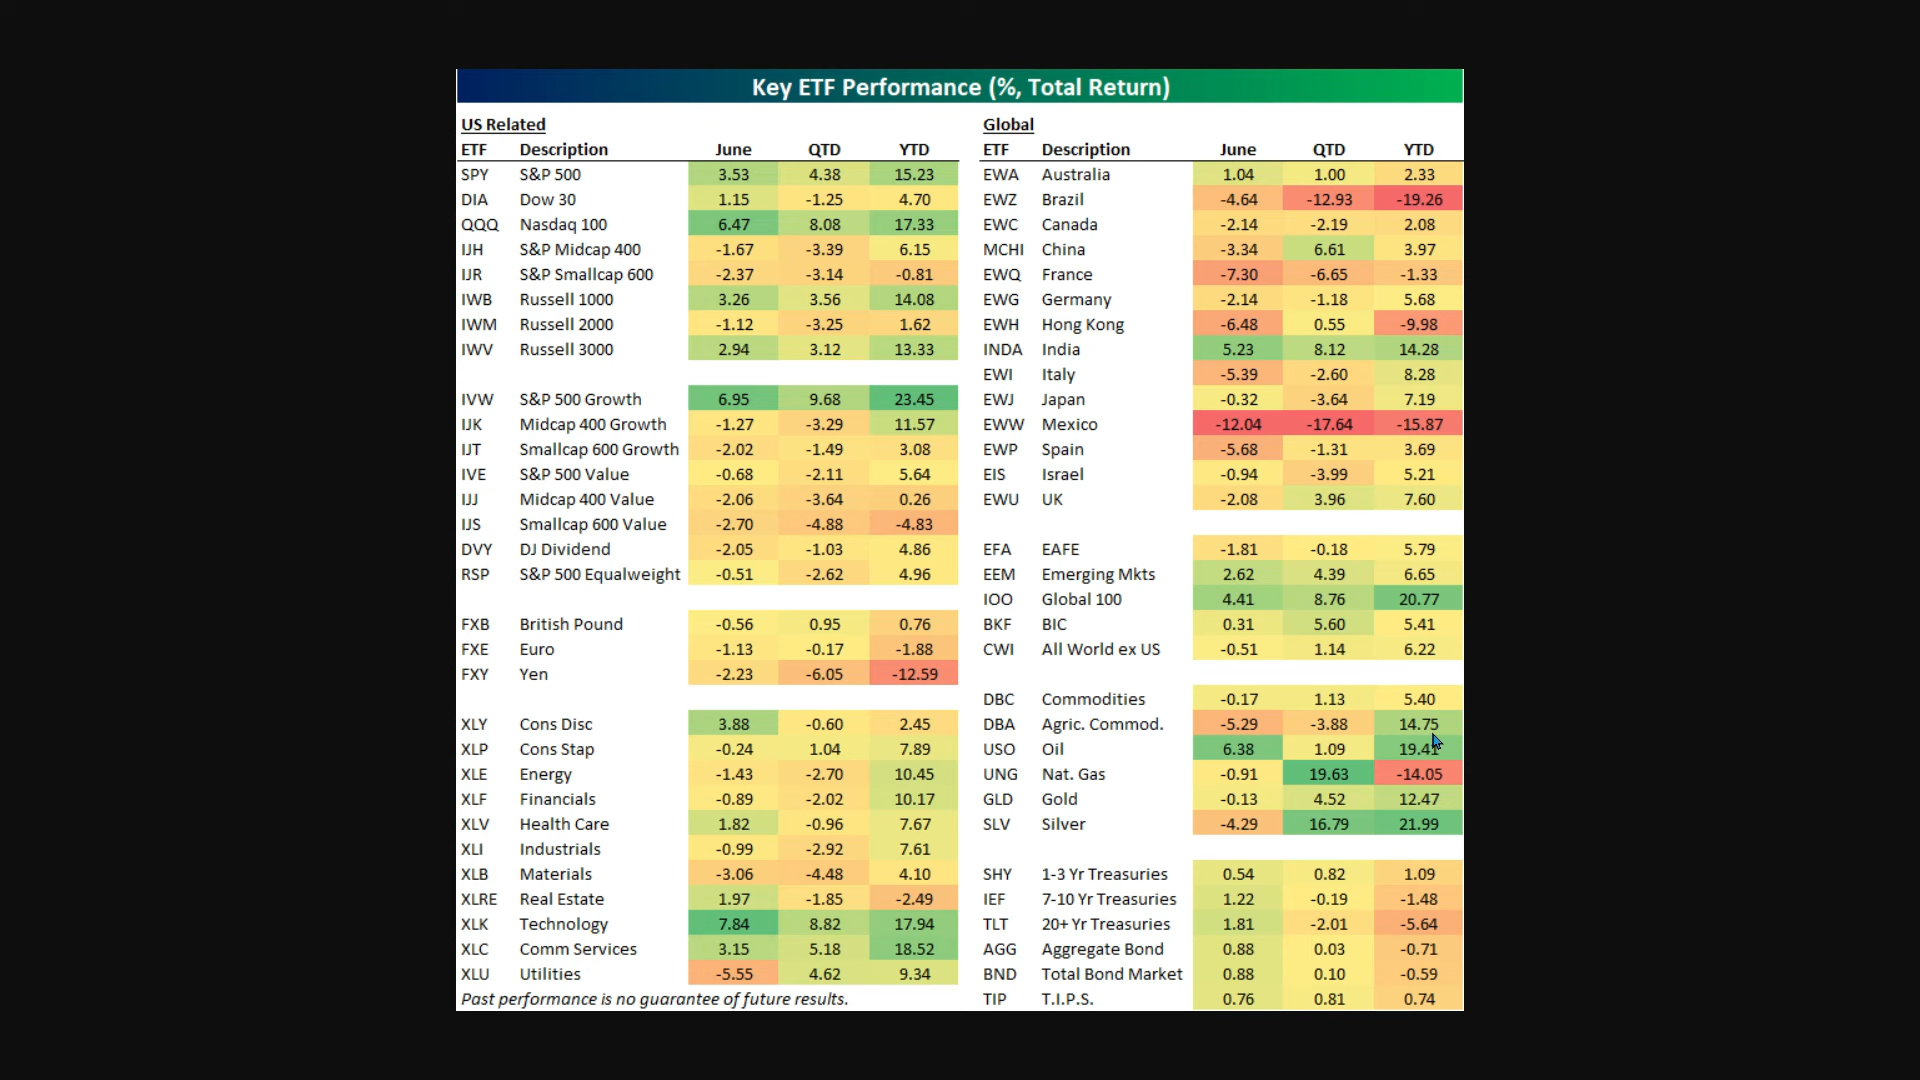 Key ETF Performance (%, Total Return)
US Related
ETF Description June QTD YTD
SPY S&P 500 3.53 4.38 15.23
DIA Dow 30 1.15 -1.25 4.70
QQQ Nasdaq 100 6.47 8.08 17.33
IJH S&P Midcap 400 -1.67 -3.39 6.15
IJR S&P Smallcap 600 -2.37 -3.14 -0.81
IWB Russell 1000 3.26 3.56 14.08
IWM Russell 2000 -1.12 -3.25 1.62
IWV Russell 3000 2.94 3.12 13.33
IVW S&P 500 Growth 6.95 9.68 23.45
IJK Midcap 400 Growth -1.27 -3.29 11.57
IJT Smallcap 600 Growth -2.02 -1.49 3.08
IVE S&P 500 Value -0.68 -2.11 5.64
IJJ Midcap 400 Value -2.06 -3.64 0.26
IJS Smallcap 600 Value -2.70 -4.88 -4.83
DVY DJ Dividend -2.05 -1.03 4.86
RSP S&P 500 Equalweight -0.51 -2.62 4.96
FXB British Pound -0.56 0.95 0.76
FXE Euro -1.13 -0.17 -1.88
FXY Yen -2.23 -6.05 -12.59
XLY Cons Disc 3.88 -0.60 2.45
XLP Cons Stap -0.24 1.04 7.89
XLE Energy -1.43 -2.70 10.45
XLF Financials -0.89 -2.02 10.17
XLV Health Care 1.82 -0.96 7.67
XLI Industrials -0.99 -2.92 7.61
XLB Materials -3.06 -4.48 4.10
XLRE Real Estate 1.97 -1.85 -2.49
XLK Technology 7.84 8.82 17.94
XLC Comm Services 3.15 5.18 18.52
XLU Utilities -5.55 4.62 9.34
Past performance is no guarantee of future results.
Global
ETF Description June QTD YTD
EWA Australia 1.04 1.00 2.33
EWZ Brazil -4.64 -12.93 -19.26
EWC Canada -2.14 -2.19 2.08
MCHI China -3.34 6.61 3.97
EWQ France -7.30 -6.65 -1.33
EWG Germany -2.14 -1.18 5.68
EWH Hong Kong -6.48 0.55 -9.98
INDA India 5.23 8.12 14.28
EWI Italy -5.39 -2.60 8.28
EWJ Japan -0.32 -3.64 7.19
EWW Mexico -12.04 -17.64 -15.87
EWP Spain -5.68 -1.31 3.69
EIS Israel -0.94 -3.99 5.21
EWU UK -2.08 3.96 7.60
EFA EAFE -1.81 -0.18 5.79
EEM Emerging Mkts 2.62 4.39 6.65
IOO Global 100 4.41 8.76 20.77
BKF BIC 0.31 5.60 5.41
CWI All World ex US -0.51 1.14 6.22
DBC Commodities -0.17 1.13 5.40
DBA Agric. Commod. -5.29 -3.88 14.75
USO Oil 6.38 1.09 19.41
UNG Nat. Gas -0.91 19.63 -14.05
GLD Gold -0.13 4.52 12.47
SLV Silver -4.29 16.79 21.99
SHY 1-3 Yr Treasuries 0.54 0.82 1.09
IEF 7-10 Yr Treasuries 1.22 -0.19 -1.48
TLT 20+ Yr Treasuries 1.81 -2.01 -5.64
AGG Aggregate Bond 0.88 0.03 -0.71
BND Total Bond Market 0.88 0.10 -0.59
TIP T.I.P.S. 0.76 0.81 0.74